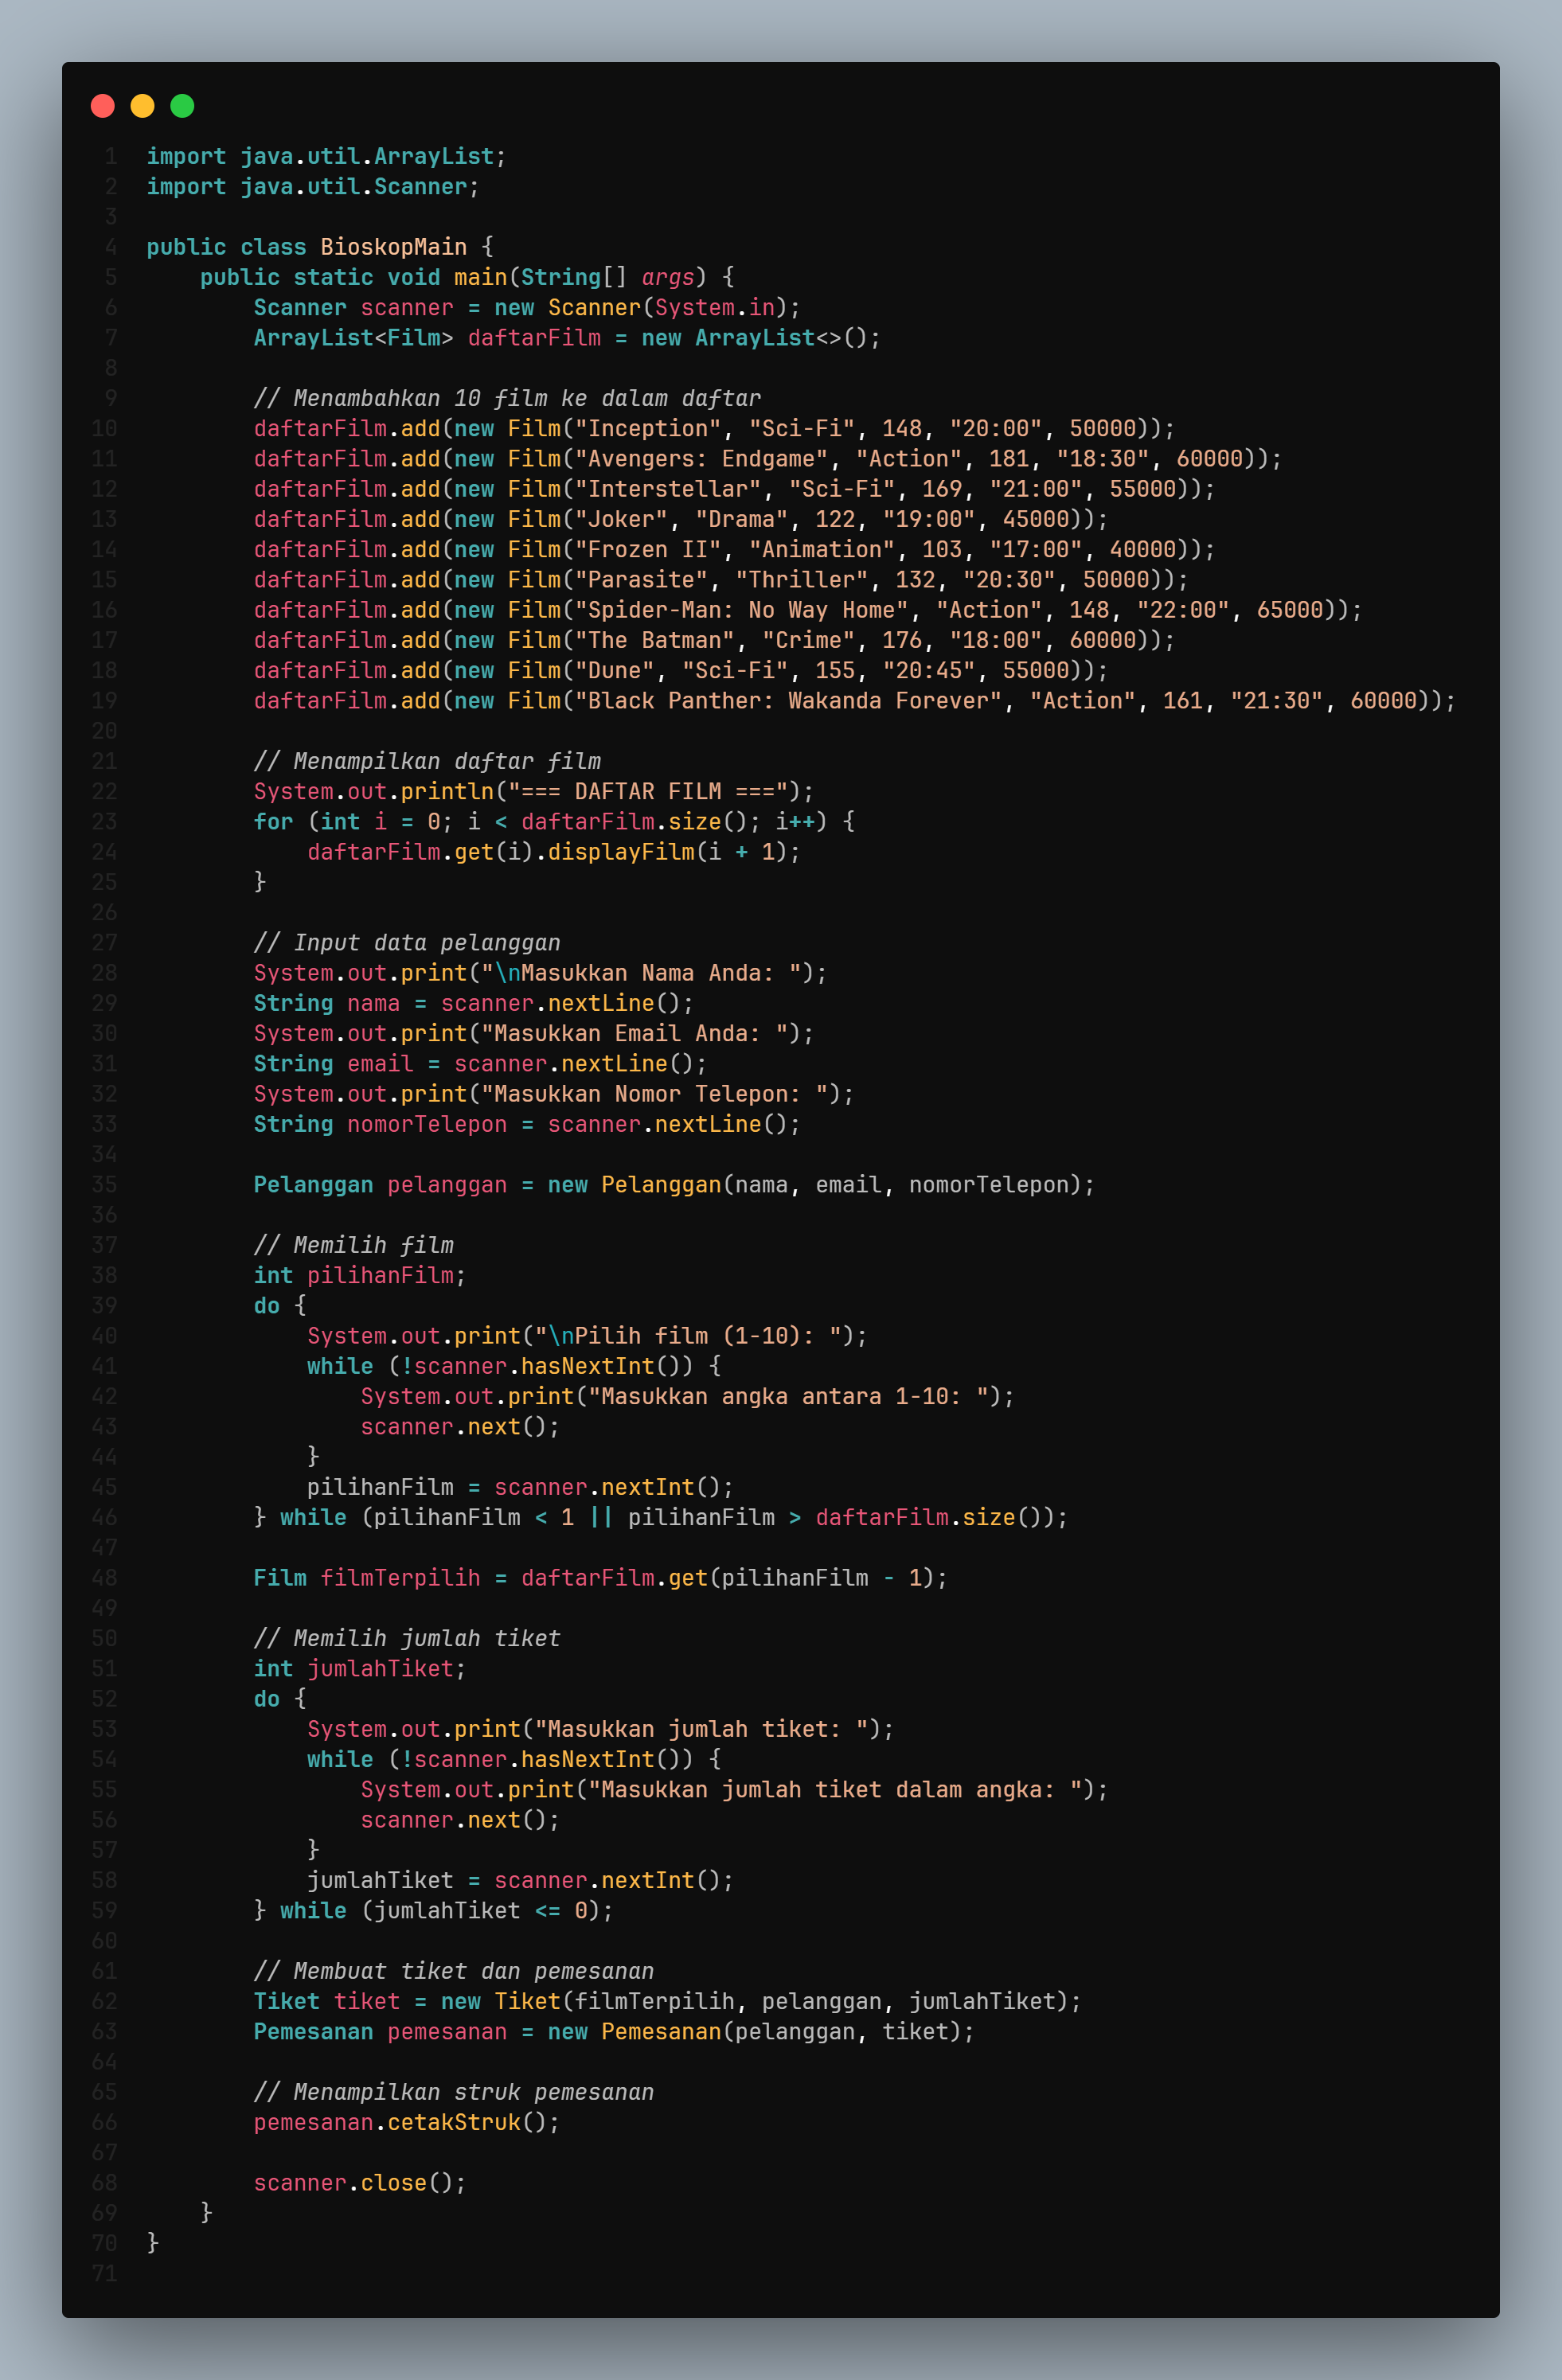 1 import java.util.ArrayList;
2 import java.util.Scanner;
3
4 public class BioskopMain {
5     public static void main(String[] args) {
6         Scanner scanner = new Scanner(System.in);
7         ArrayList<Film> daftarFilm = new ArrayList<>();
8
9         // Menambahkan 10 film ke dalam daftar
10         daftarFilm.add(new Film("Inception", "Sci-Fi", 148, "20:00", 50000));
11         daftarFilm.add(new Film("Avengers: Endgame", "Action", 181, "18:30", 60000));
12         daftarFilm.add(new Film("Interstellar", "Sci-Fi", 169, "21:00", 55000));
13         daftarFilm.add(new Film("Joker", "Drama", 122, "19:00", 45000));
14         daftarFilm.add(new Film("Frozen II", "Animation", 103, "17:00", 40000));
15         daftarFilm.add(new Film("Parasite", "Thriller", 132, "20:30", 50000));
16         daftarFilm.add(new Film("Spider-Man: No Way Home", "Action", 148, "22:00", 65000));
17         daftarFilm.add(new Film("The Batman", "Crime", 176, "18:00", 60000));
18         daftarFilm.add(new Film("Dune", "Sci-Fi", 155, "20:45", 55000));
19         daftarFilm.add(new Film("Black Panther: Wakanda Forever", "Action", 161, "21:30", 60000));
20
21         // Menampilkan daftar film
22         System.out.println("=== DAFTAR FILM ===");
23         for (int i = 0; i < daftarFilm.size(); i++) {
24             daftarFilm.get(i).displayFilm(i + 1);
25         }
26
27         // Input data pelanggan
28         System.out.print("\nMasukkan Nama Anda: ");
29         String nama = scanner.nextLine();
30         System.out.print("Masukkan Email Anda: ");
31         String email = scanner.nextLine();
32         System.out.print("Masukkan Nomor Telepon: ");
33         String nomorTelepon = scanner.nextLine();
34
35         Pelanggan pelanggan = new Pelanggan(nama, email, nomorTelepon);
36
37         // Memilih film
38         int pilihanFilm;
39         do {
40             System.out.print("\nPilih film (1-10): ");
41             while (!scanner.hasNextInt()) {
42                 System.out.print("Masukkan angka antara 1-10: ");
43                 scanner.next();
44             }
45             pilihanFilm = scanner.nextInt();
46         } while (pilihanFilm < 1 || pilihanFilm > daftarFilm.size());
47
48         Film filmTerpilih = daftarFilm.get(pilihanFilm - 1);
49
50         // Memilih jumlah tiket
51         int jumlahTiket;
52         do {
53             System.out.print("Masukkan jumlah tiket: ");
54             while (!scanner.hasNextInt()) {
55                 System.out.print("Masukkan jumlah tiket dalam angka: ");
56                 scanner.next();
57             }
58             jumlahTiket = scanner.nextInt();
59         } while (jumlahTiket <= 0);
60
61         // Membuat tiket dan pemesanan
62         Tiket tiket = new Tiket(filmTerpilih, pelanggan, jumlahTiket);
63         Pemesanan pemesanan = new Pemesanan(pelanggan, tiket);
64
65         // Menampilkan struk pemesanan
66         pemesanan.cetakStruk();
67
68         scanner.close();
69     }
70 }
71